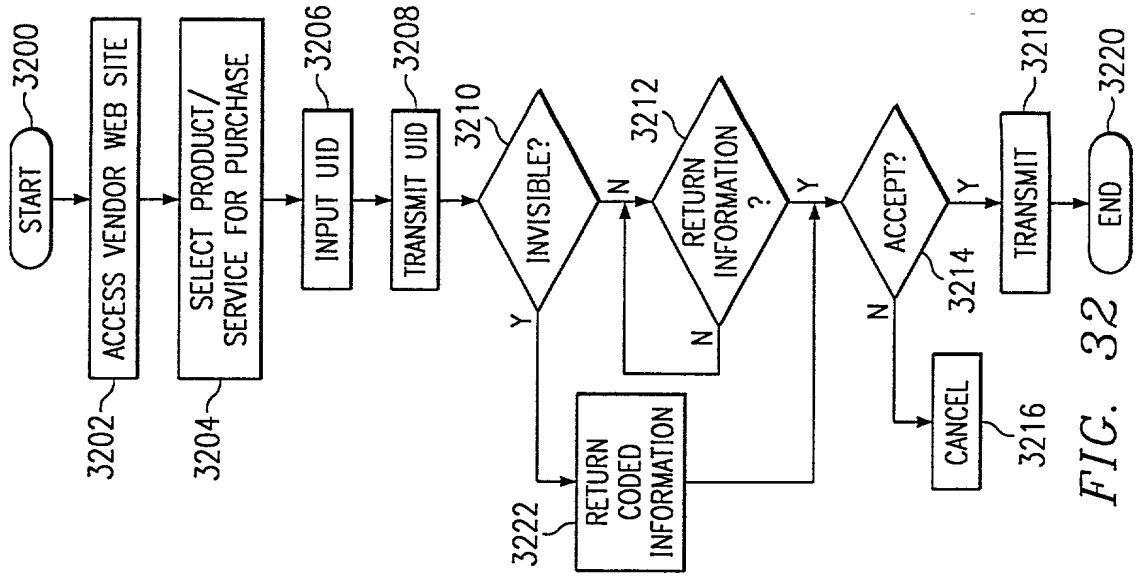 START
3200
ACCESS VENDOR WEB SITE
3202
SELECT PRODUCT/
SERVICE FOR PURCHASE
3204
INPUT UID
3206
TRANSMIT UID
3208
INVISIBLE?
3210
Y
N
RETURN
CODED
INFORMATION
3222
RETURN
INFORMATION
?
3212
N
Y
ACCEPT?
3214
N
Y
CANCEL
3216
TRANSMIT
3218
END
3220
FIG. 32